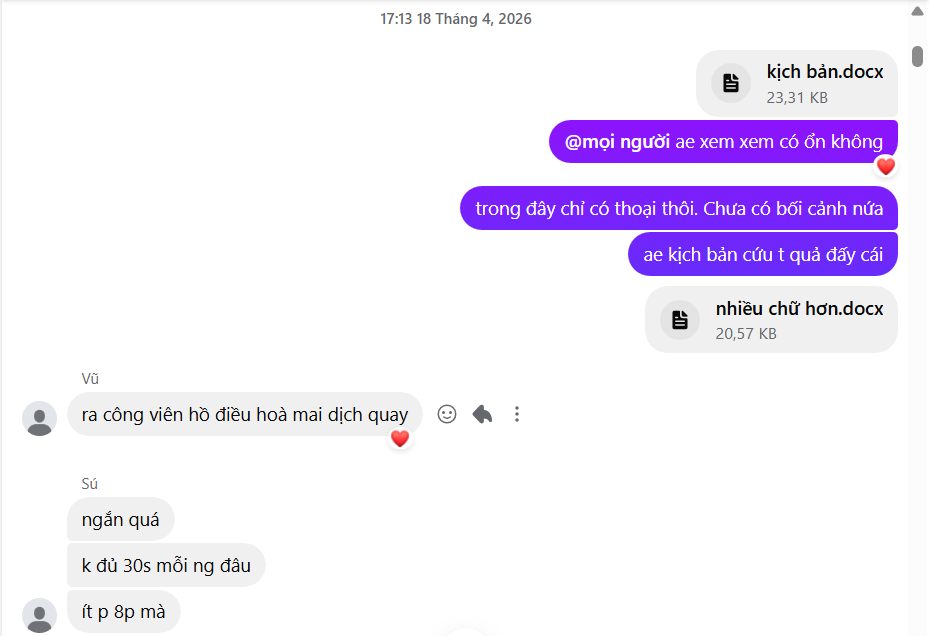 17:13 18 Tháng 4, 2026
kịch bản.docx
23,31 KB
@mọi người ae xem xem có ổn không
trong đây chỉ có thoại thôi. Chưa có bối cảnh nứa
ae kịch bản cứu t quả đấy cái
nhiều chữ hơn.docx
20,57 KB
Vũ
ra công viên hồ điều hoà mai dịch quay
Sú
ngắn quá
k đủ 30s mỗi ng đâu
ít p 8p mà